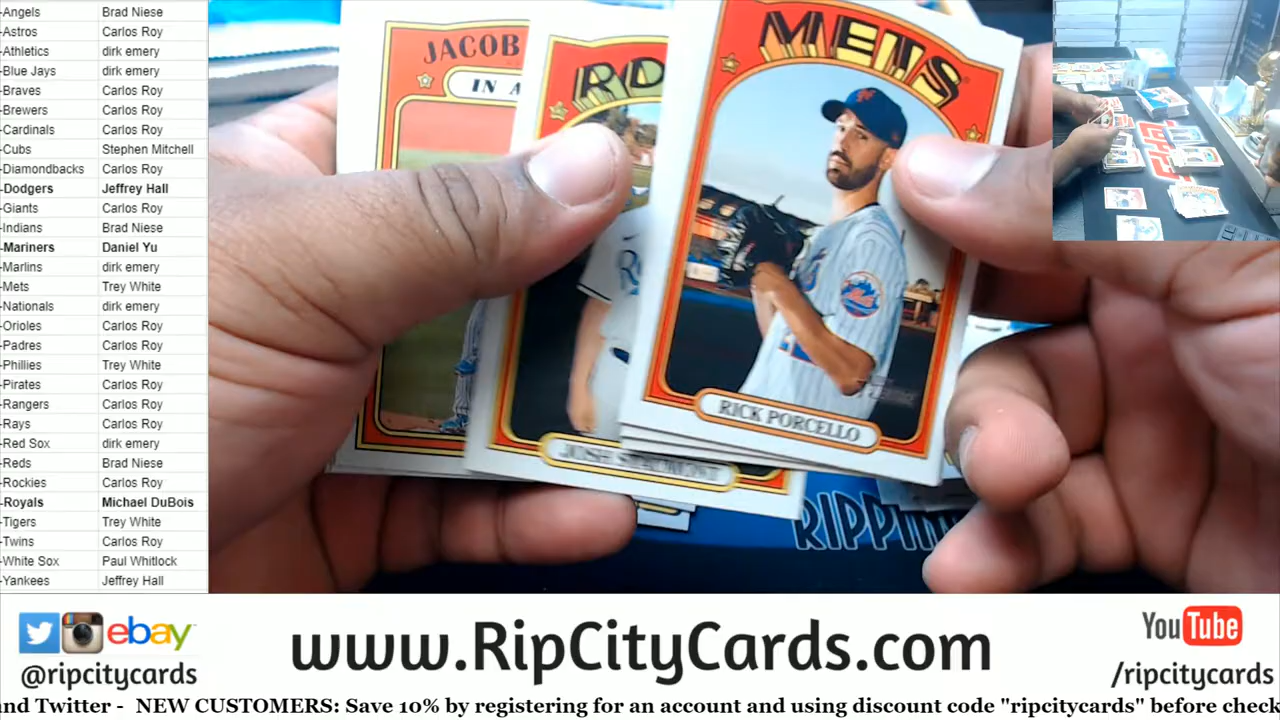 -Angels Brad Niese
-Astros Carlos Roy
-Athletics dirk emery
-Blue Jays dirk emery
-Braves Carlos Roy
-Brewers Carlos Roy
-Cardinals Carlos Roy
-Cubs Stephen Mitchell
-Diamondbacks Carlos Roy
-Dodgers Jeffrey Hall
-Giants Carlos Roy
-Indians Brad Niese
-Mariners Daniel Yu
-Marlins dirk emery
-Mets Trey White
-Nationals dirk emery
-Orioles Carlos Roy
-Padres Carlos Roy
-Phillies Trey White
-Pirates Carlos Roy
-Rangers Carlos Roy
-Rays Carlos Roy
-Red Sox dirk emery
-Reds Brad Niese
-Rockies Carlos Roy
-Royals Michael DuBois
-Tigers Trey White
-Twins Carlos Roy
-White Sox Paul Whitlock
-Yankees Jeffrey Hall
JACOB
IN A
RO
JOSH
METS
RICK PORCELLO
RIPPIN
ebay
@ripcitycards
www.RipCityCards.com
YouTube
/ripcitycards
and Twitter - NEW CUSTOMERS: Save 10% by registering for an account and using discount code "ripcitycards" before check